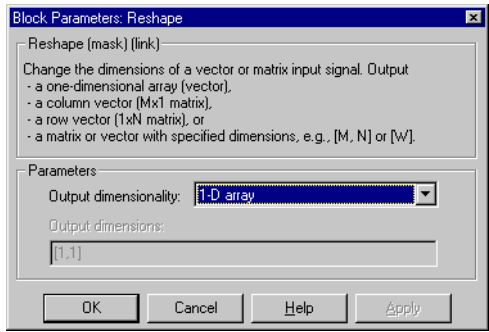 Block Parameters: Reshape
Reshape (mask) (link)
Change the dimensions of a vector or matrix input signal. Output
- a one-dimensional array (vector),
- a column vector (Mx1 matrix),
- a row vector (1xN matrix), or
- a matrix or vector with specified dimensions, e.g., [M, N] or [W].
Parameters
Output dimensionality: 1-D array
Output dimensions:
[1,1]
OK Cancel Help Apply